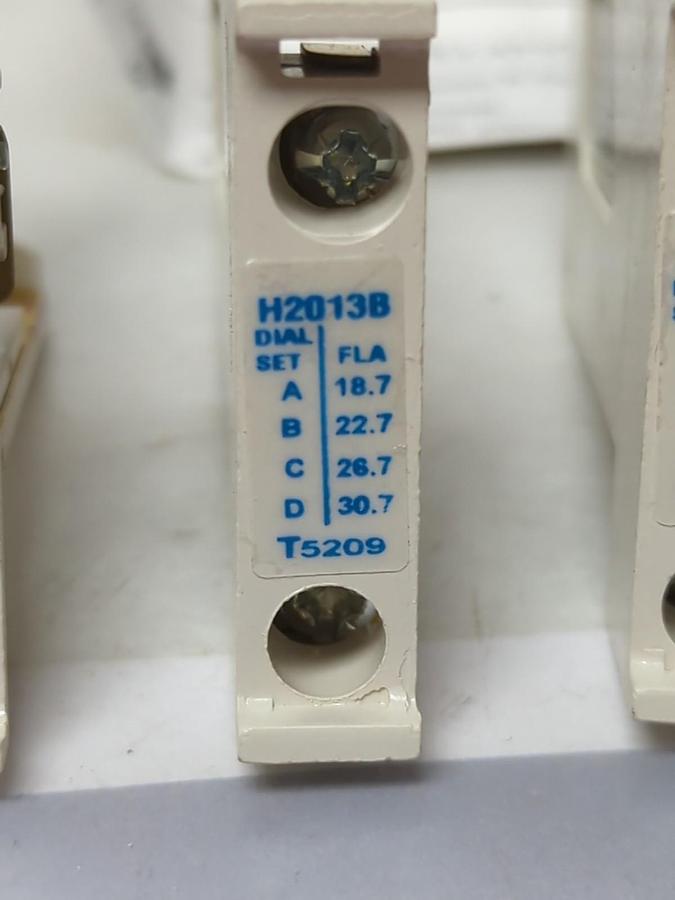 H2013B
DIAL
SET FLA
A 18.7
B 22.7
C 26.7
D 30.7
T5209